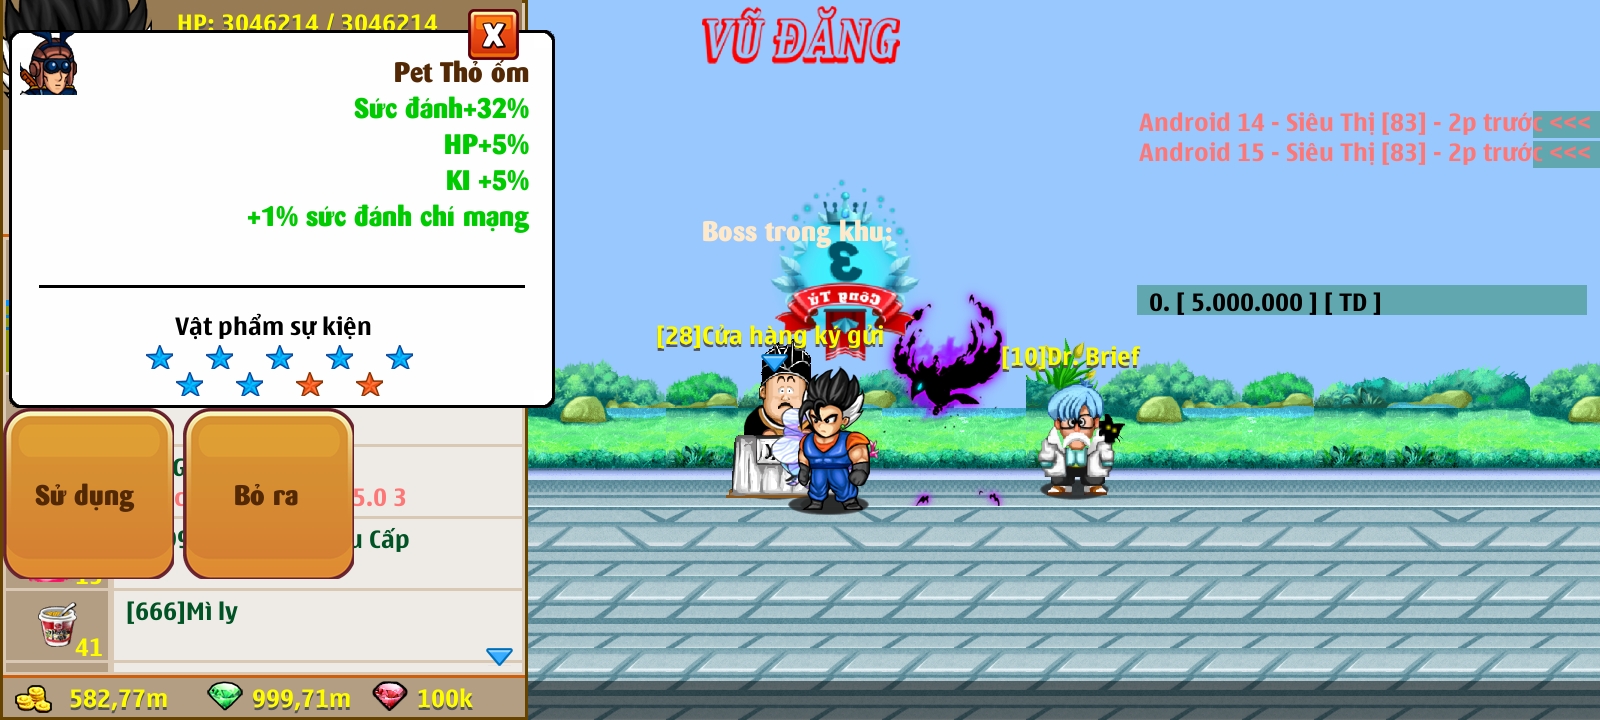 HP: 3046214 / 3046214
X
Pet Thỏ ốm
Sức đánh+32%
HP+5%
KI +5%
+1% sức đánh chí mạng
Vật phẩm sự kiện
Sử dụng
Bỏ ra
5.0 3
Cấp
[666]Mì ly
41
582,77m
999,71m
100k
VŨ ĐĂNG
Android 14 - Siêu Thị [83] - 2p trước <<<
Android 15 - Siêu Thị [83] - 2p trước <<<
Boss trong khu:
3
Công Tử
0. [ 5.000.000 ] [ TD ]
[28]Cửa hàng ký gửi
[10]Dr. Brief